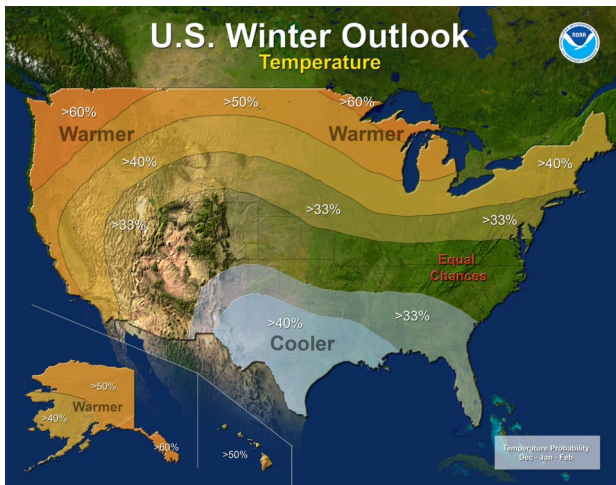 U.S. Winter Outlook
Temperature
NOAA
>60%
>50%
>60%
Warmer
Warmer
>40%
>40%
>33%
>33%
>33%
Equal
Chances
>40%
>33%
Cooler
>50%
Warmer
>40%
>60%
>50%
Temperature Probability
Dec - Jan - Feb